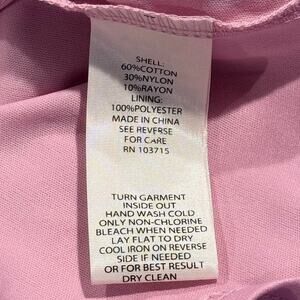 SHELL:
60%COTTON
30%NYLON
10%RAYON
LINING:
100%POLYESTER
MADE IN CHINA
SEE REVERSE
FOR CARE
RN 103715
TURN GARMENT
INSIDE OUT
HAND WASH COLD
ONLY NON-CHLORINE
BLEACH WHEN NEEDED
LAY FLAT TO DRY
COOL IRON ON REVERSE
SIDE IF NEEDED
OR FOR BEST RESULT
DRY CLEAN